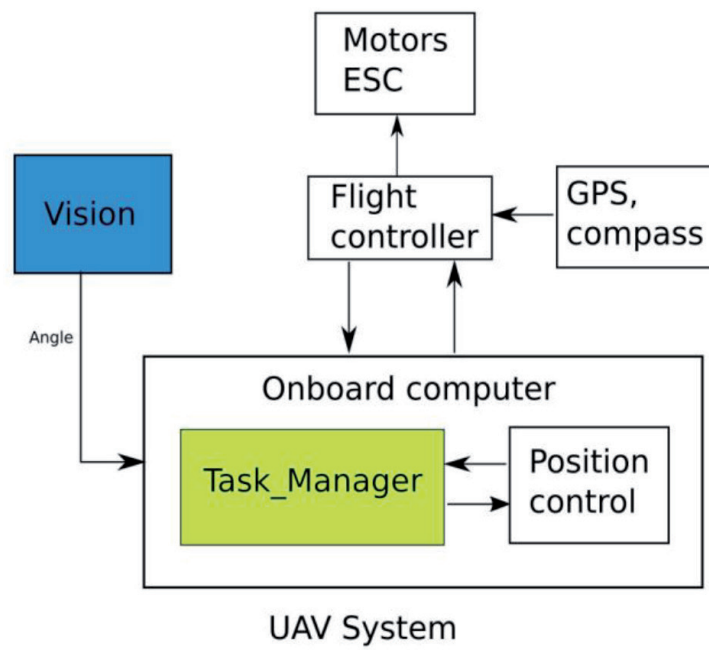 Motors
ESC
Vision
Flight
controller
GPS,
compass
Angle
Onboard computer
Task_Manager
Position
control
UAV System